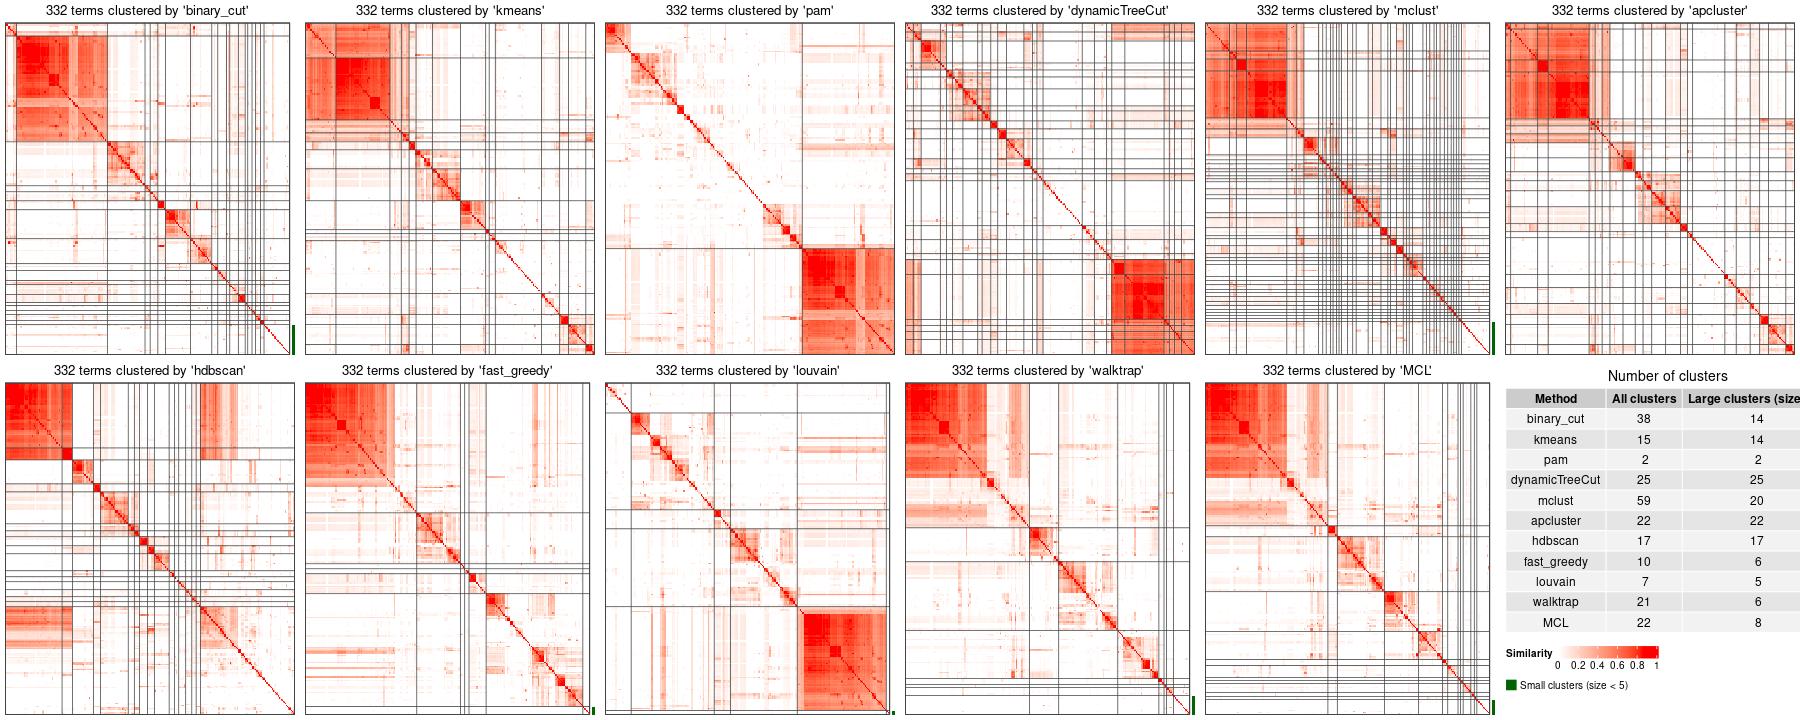 332 terms clustered by 'binary_cut'
332 terms clustered by 'kmeans'
332 terms clustered by 'pam'
332 terms clustered by 'dynamicTreeCut'
332 terms clustered by 'mclust'
332 terms clustered by 'apcluster'
332 terms clustered by 'hdbscan'
332 terms clustered by 'fast_greedy'
332 terms clustered by 'louvain'
332 terms clustered by 'walktrap'
332 terms clustered by 'MCL'
Number of clusters
Method All clusters Large clusters (size
binary_cut 38 14
kmeans 15 14
pam 2 2
dynamicTreeCut 25 25
mclust 59 20
apcluster 22 22
hdbscan 17 17
fast_greedy 10 6
louvain 7 5
walktrap 21 6
MCL 22 8
Similarity
0 0.2 0.4 0.6 0.8 1
Small clusters (size < 5)